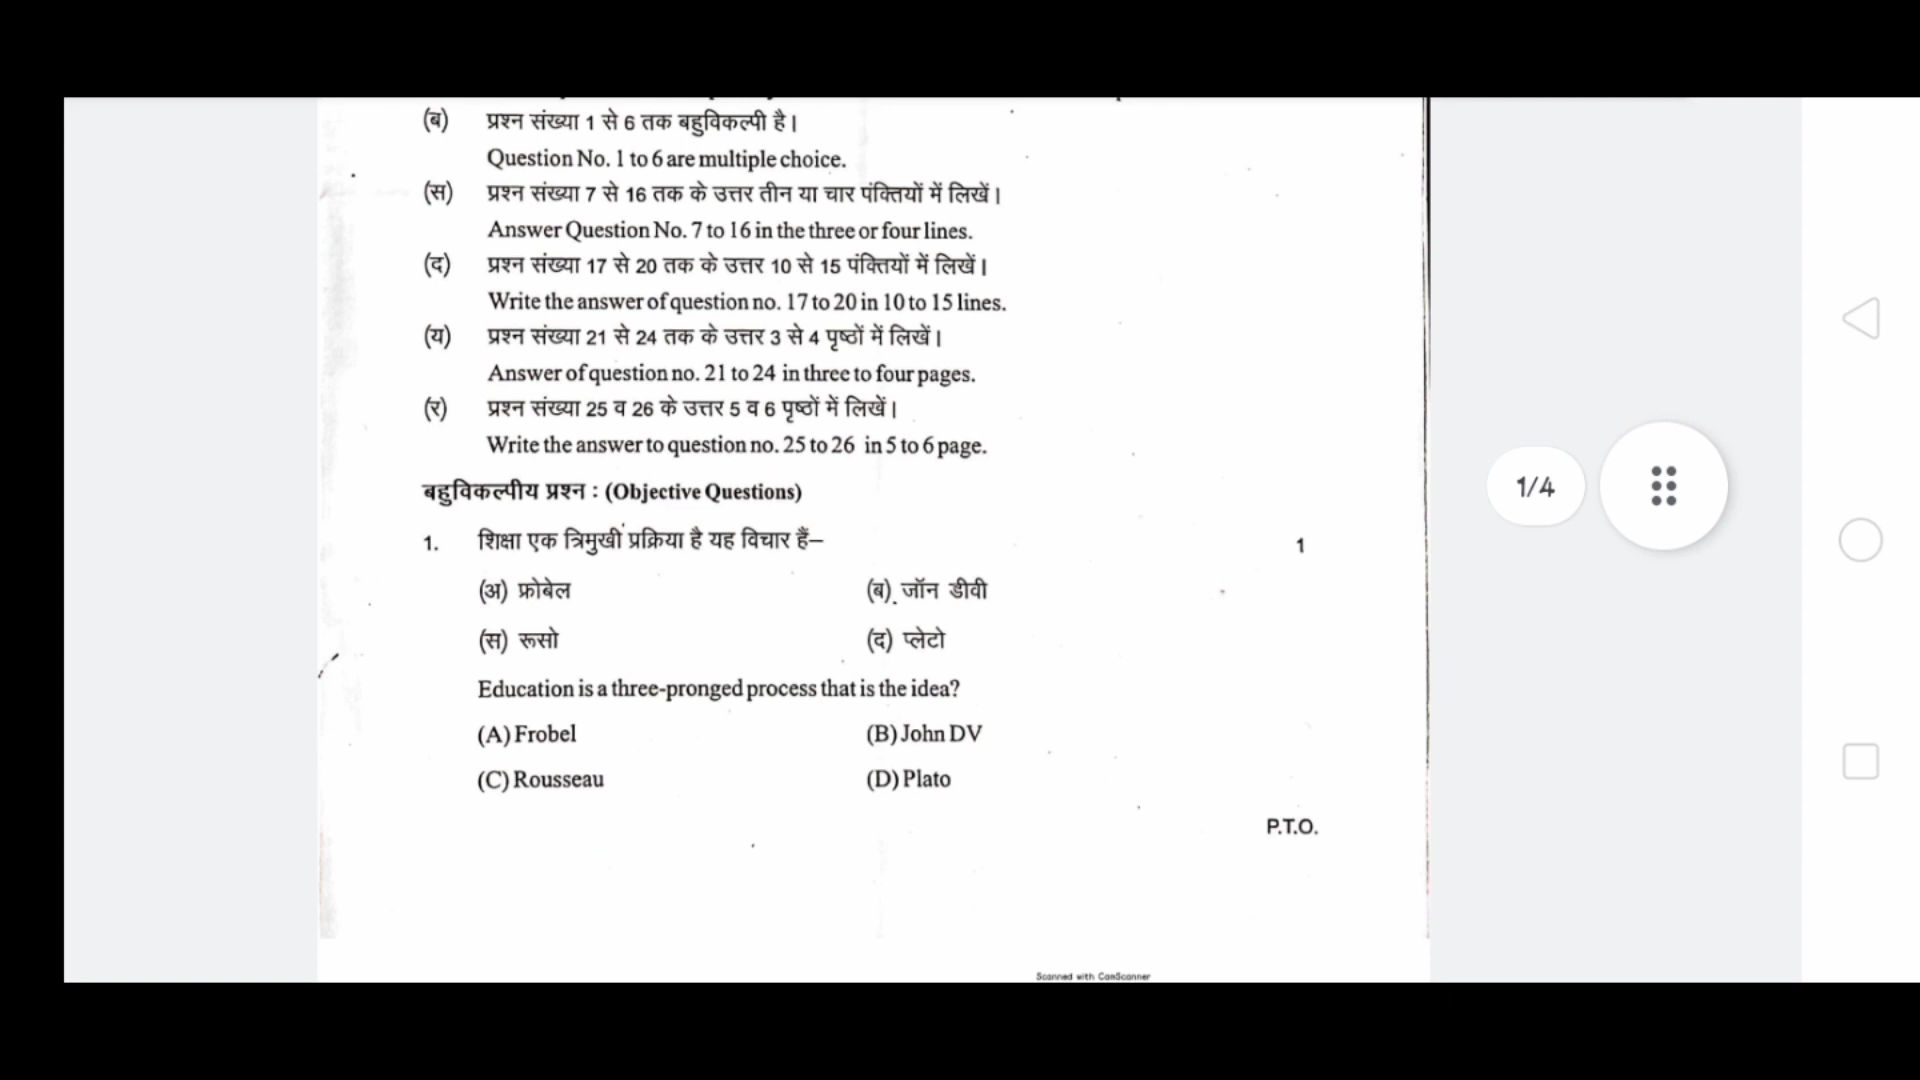 (ब) प्रश्न संख्या 1 से 6 तक बहुविकल्पी है।
Question No. 1 to 6 are multiple choice.
(स) प्रश्न संख्या 7 से 16 तक के उत्तर तीन या चार पंक्तियों में लिखें।
Answer Question No. 7 to 16 in the three or four lines.
(द) प्रश्न संख्या 17 से 20 तक के उत्तर 10 से 15 पंक्तियों में लिखें।
Write the answer of question no. 17 to 20 in 10 to 15 lines.
(य) प्रश्न संख्या 21 से 24 तक के उत्तर 3 से 4 पृष्ठों में लिखें।
Answer of question no. 21 to 24 in three to four pages.
(र) प्रश्न संख्या 25 व 26 के उत्तर 5 व 6 पृष्ठों में लिखें।
Write the answer to question no. 25 to 26 in 5 to 6 page.
1/4
बहुविकल्पीय प्रश्न : (Objective Questions)
1. शिक्षा एक त्रिमुखी प्रक्रिया है यह विचार हैं– 1
(अ) फ्रोबेल (ब) जॉन डीवी
(स) रूसो (द) प्लेटो
Education is a three-pronged process that is the idea?
(A) Frobel (B) John DV
(C) Rousseau (D) Plato
P.T.O.
Scanned with CamScanner